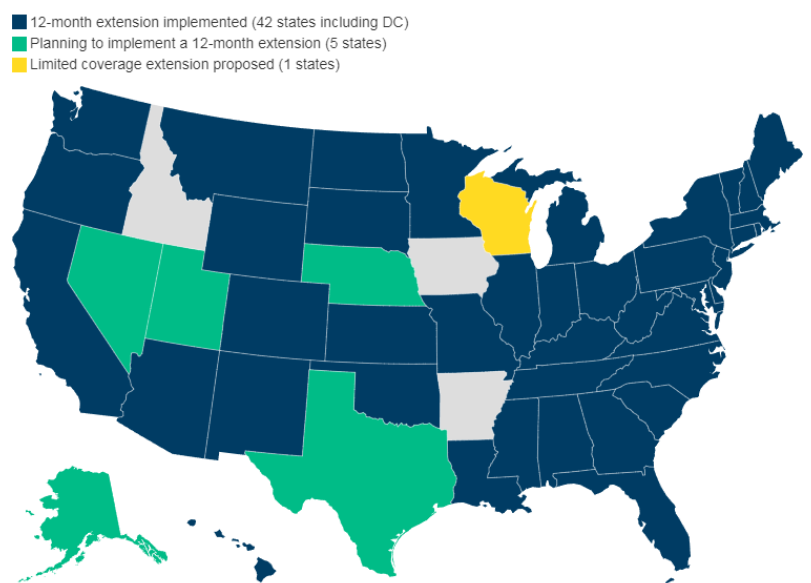 12-month extension implemented (42 states including DC)
Planning to implement a 12-month extension (5 states)
Limited coverage extension proposed (1 states)